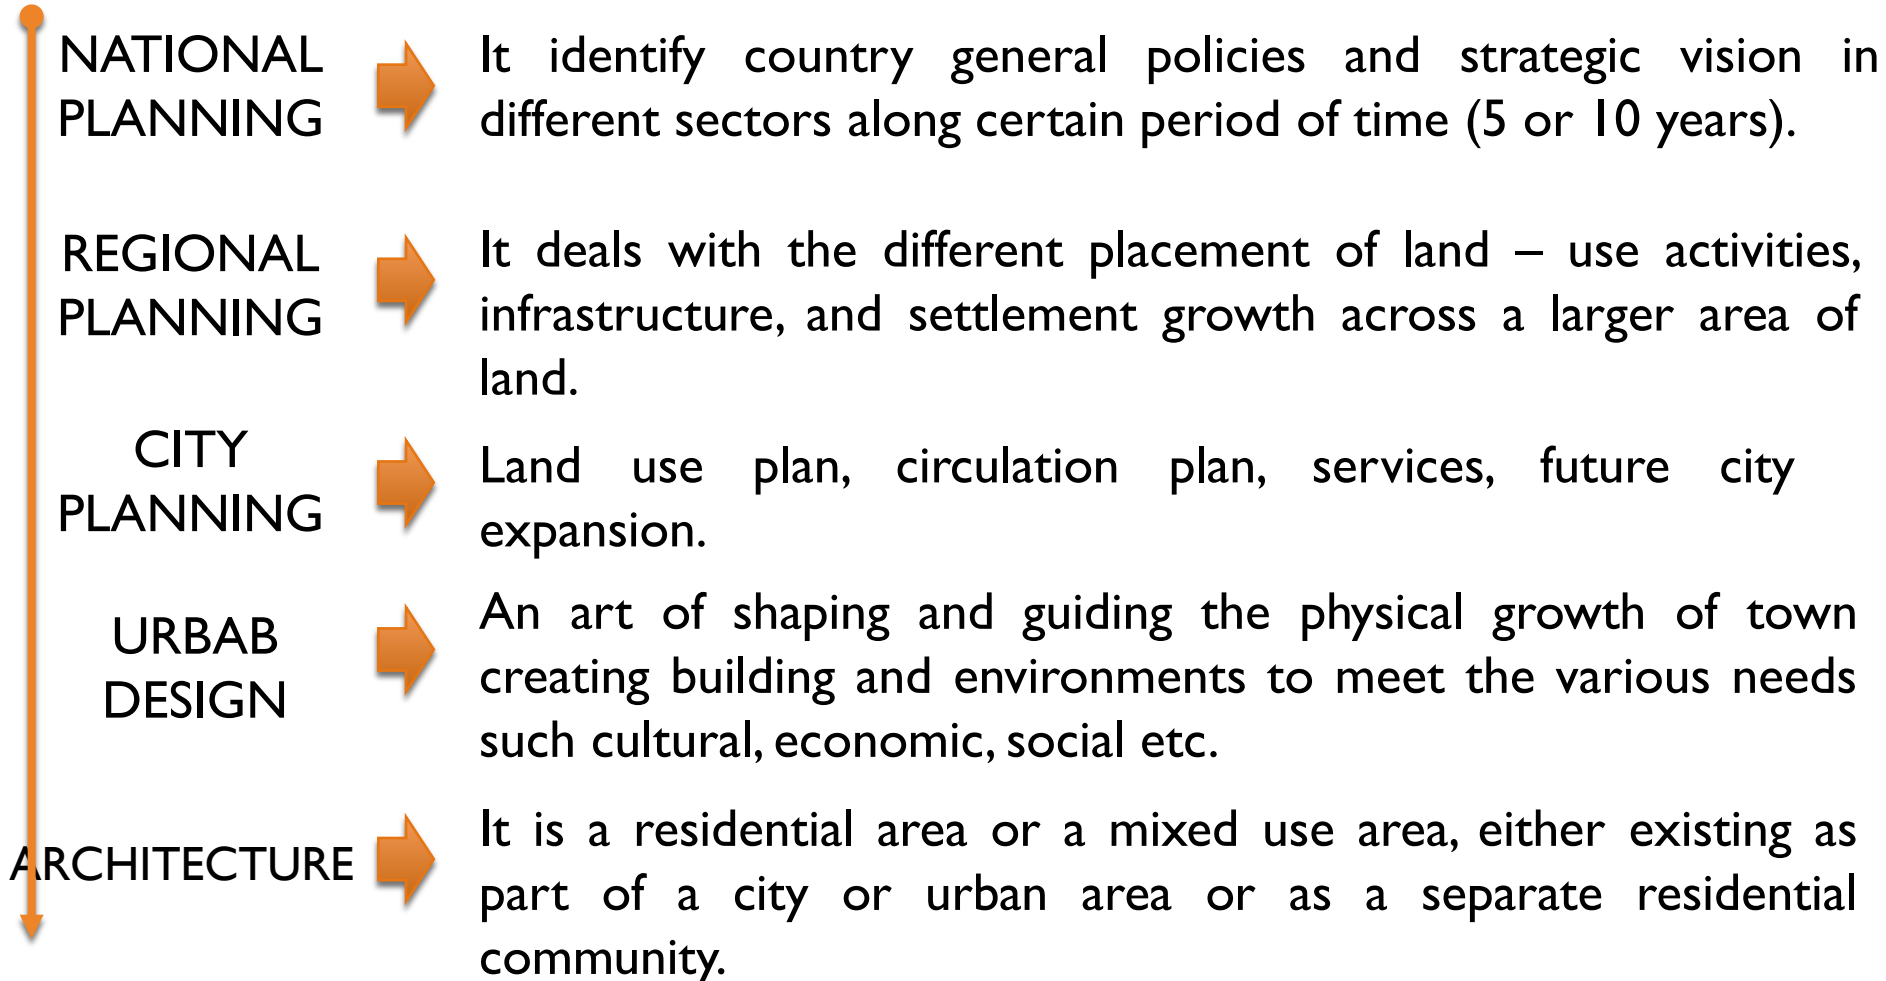 NATIONAL
PLANNING
It identify country general policies and strategic vision in
different sectors along certain period of time (5 or 10 years).
REGIONAL
PLANNING
It deals with the different placement of land – use activities,
infrastructure, and settlement growth across a larger area of
land.
CITY
PLANNING
Land use plan, circulation plan, services, future city
expansion.
URBAB
DESIGN
An art of shaping and guiding the physical growth of town
creating building and environments to meet the various needs
such cultural, economic, social etc.
ARCHITECTURE
It is a residential area or a mixed use area, either existing as
part of a city or urban area or as a separate residential
community.